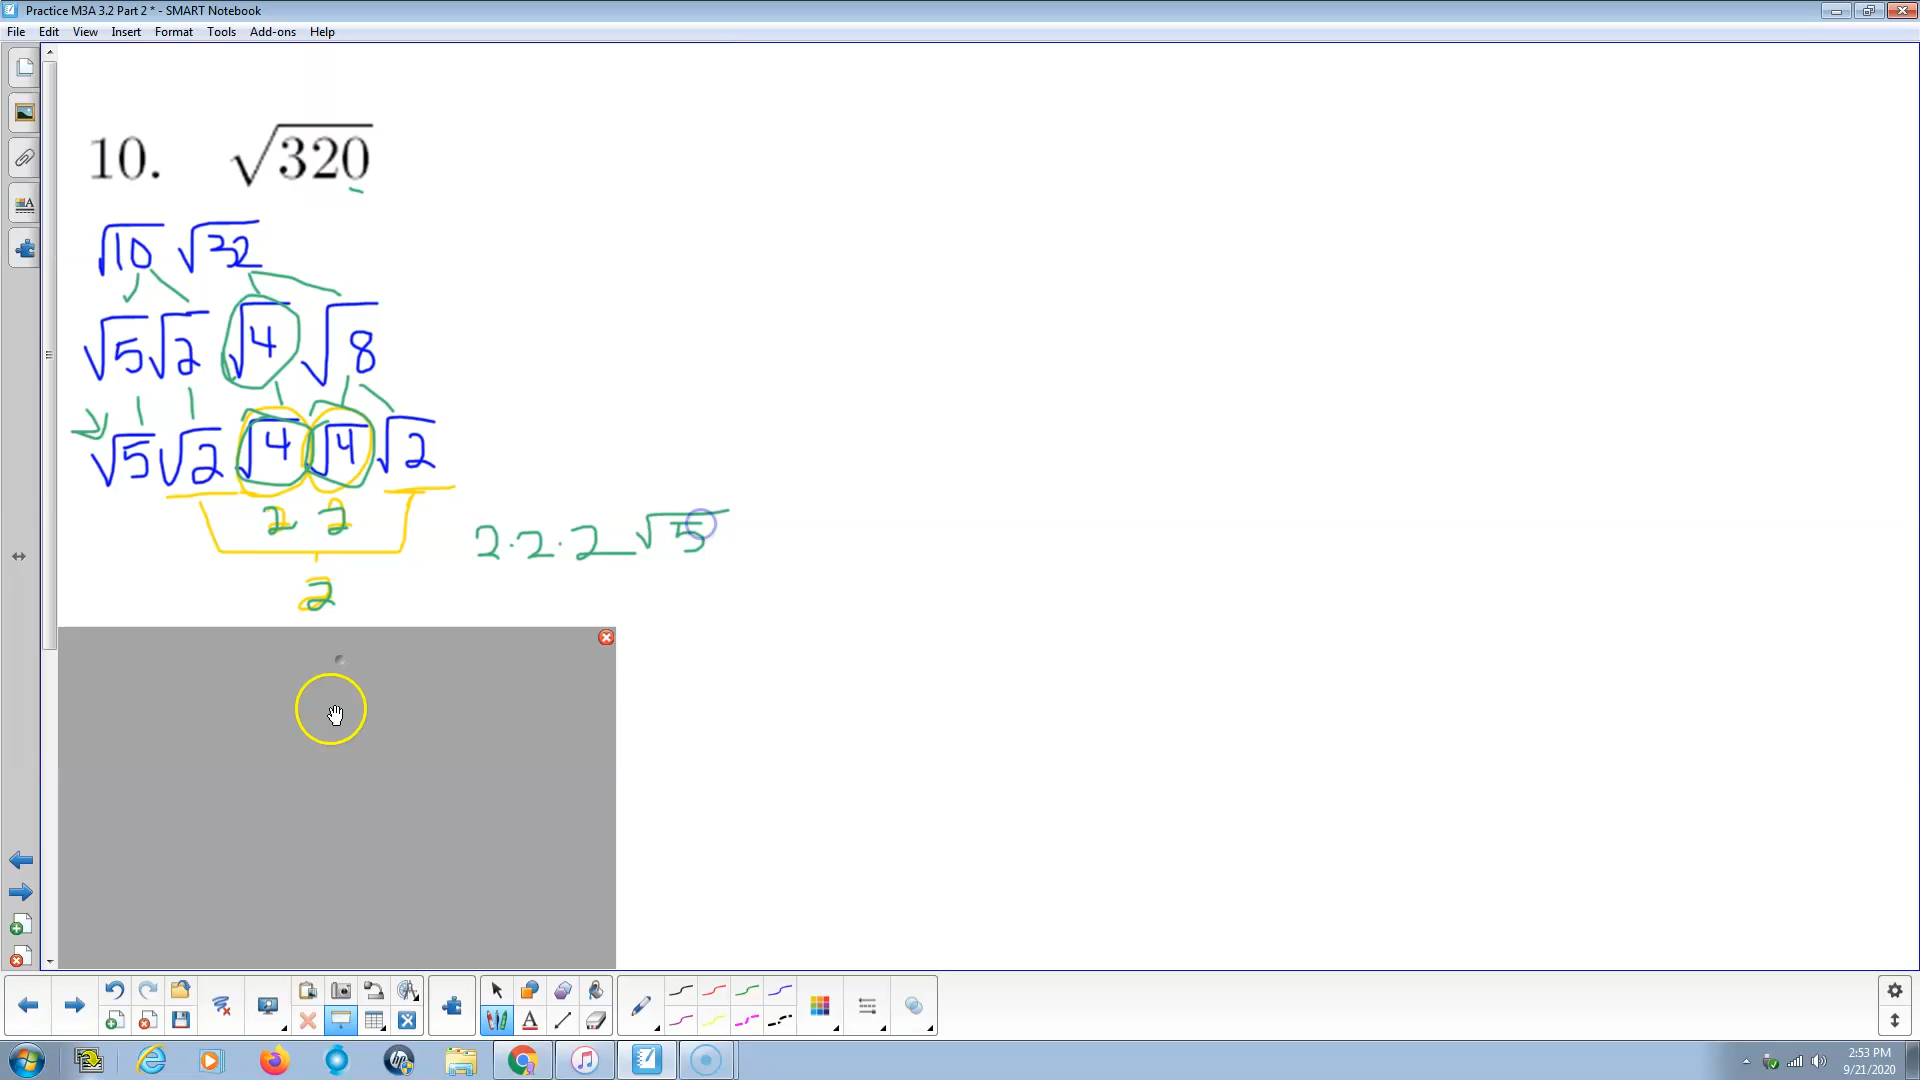 Practice M3A 3.2 Part 2 * - SMART Notebook
File Edit View Insert Format Tools Add-ons Help
10. √320
√10 √32
√5 √2 √4 √8
√5 √2 √4 √4 √2
2 2
2·2·2 √5
2
2:53 PM
9/21/2020